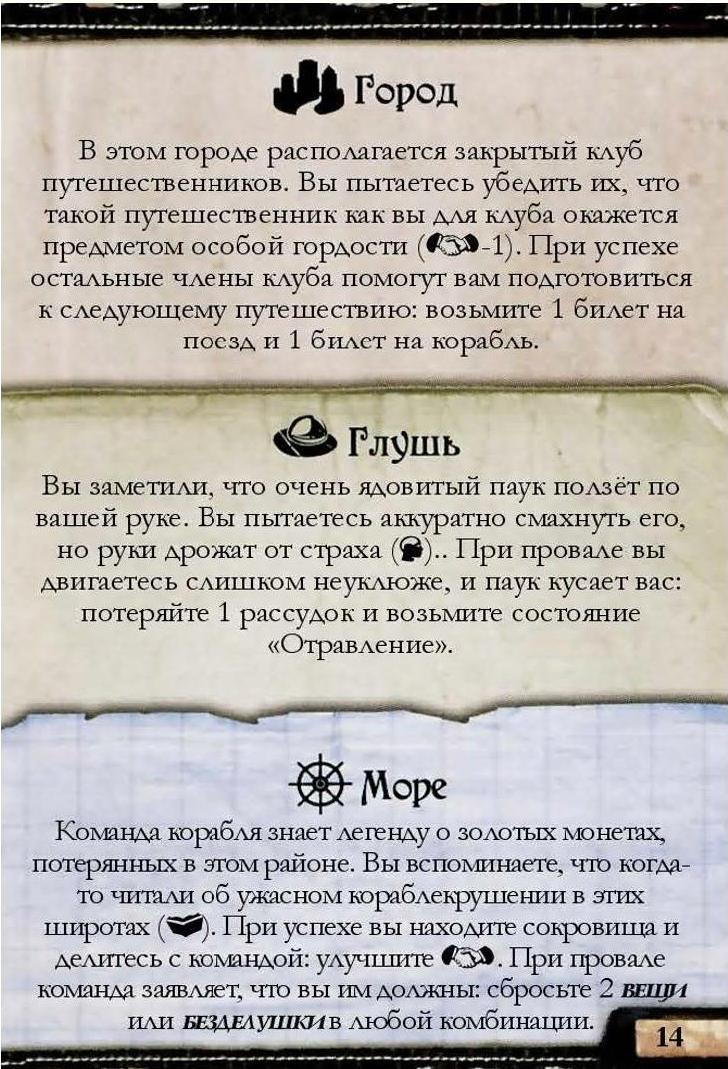 Город
В этом городе располагается закрытый клуб
путешественников. Вы пытаетесь убедить их, что
такой путешественник как вы для клуба окажется
предметом особой гордости (-1). При успехе
остальные члены клуба помогут вам подготовиться
к следующему путешествию: возьмите 1 билет на
поезд и 1 билет на корабль.
Глушь
Вы заметили, что очень ядовитый паук ползёт по
вашей руке. Вы пытаетесь аккуратно смахнуть его,
но руки дрожат от страха ().. При провале вы
двигаетесь слишком неуклюже, и паук кусает вас:
потеряйте 1 рассудок и возьмите состояние
«Отравление».
Море
Команда корабля знает легенду о золотых монетах,
потерянных в этом районе. Вы вспоминаете, что когда-
то читали об ужасном кораблекрушении в этих
широтах (). При успехе вы находите сокровища и
делитесь с командой: улучшите . При провале
команда заявляет, что вы им должны: сбросьте 2 ВЕЩИ
или БЕЗДЕЛУШКИ в любой комбинации.
14